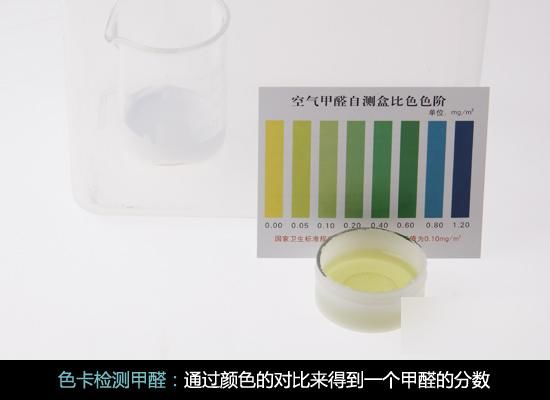 空气甲醛自测盒比色色阶
单位：mg/m³
0.00 0.05 0.10 0.20 0.40 0.60 0.80 1.20
国家卫生标准规 值为0.10mg/m³
色卡检测甲醛：通过颜色的对比来得到一个甲醛的分数